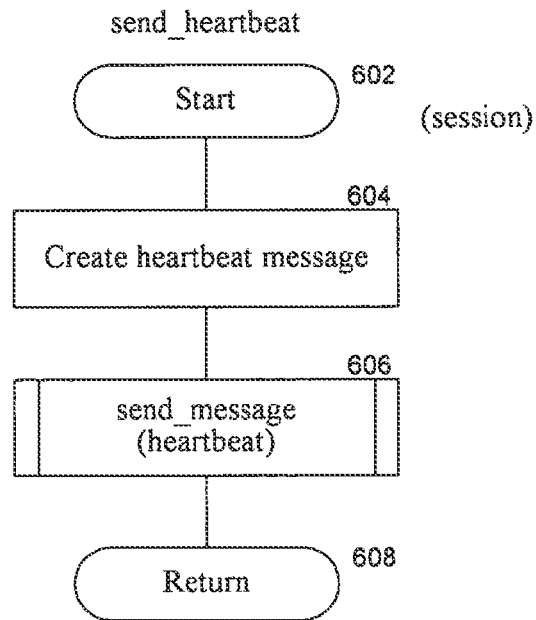 send_heartbeat
602
Start
(session)
604
Create heartbeat message
606
send_message
(heartbeat)
608
Return